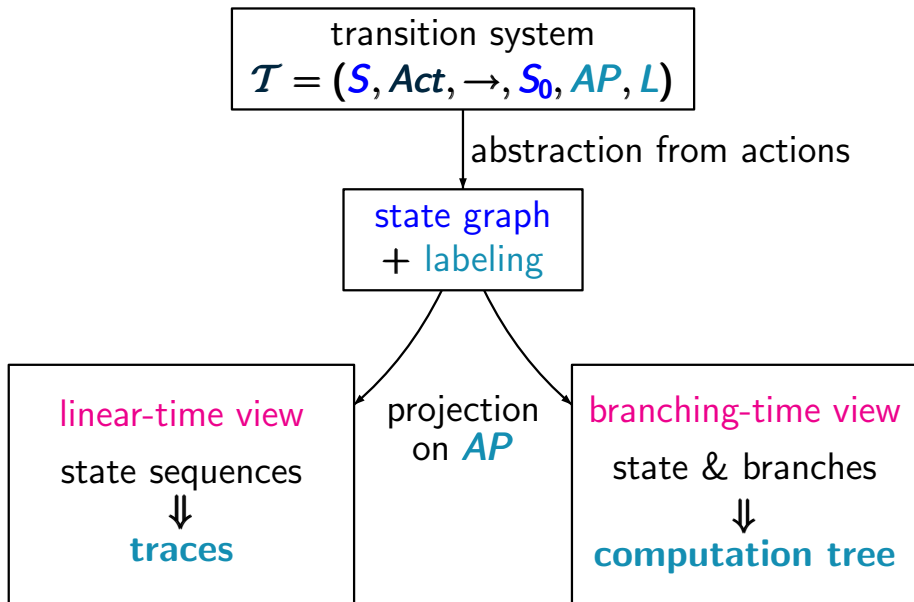 transition system
𝒯 = (S, Act, →, S₀, AP, L)
abstraction from actions
state graph
+ labeling
linear-time view
state sequences
⇓
traces
projection
on AP
branching-time view
state & branches
⇓
computation tree